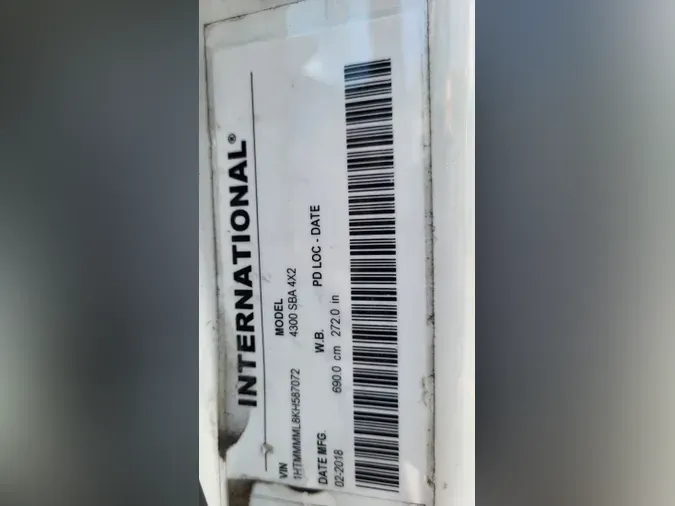 INTERNATIONAL®
VIN MODEL
1HTMMMML8KH587072 4300 SBA 4X2
DATE MFG. W.B. PD LOC - DATE
02-2018 690.0 cm 272.0 in